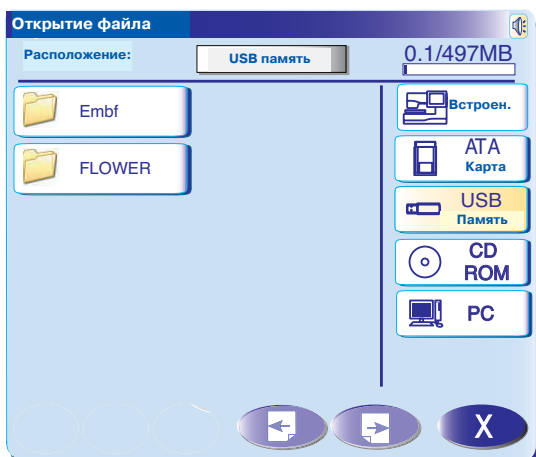 Открытие файла
Расположение:
USB память
0.1/497MB
Embf
FLOWER
Встроен.
ATA
Карта
USB
Память
CD
ROM
PC
X